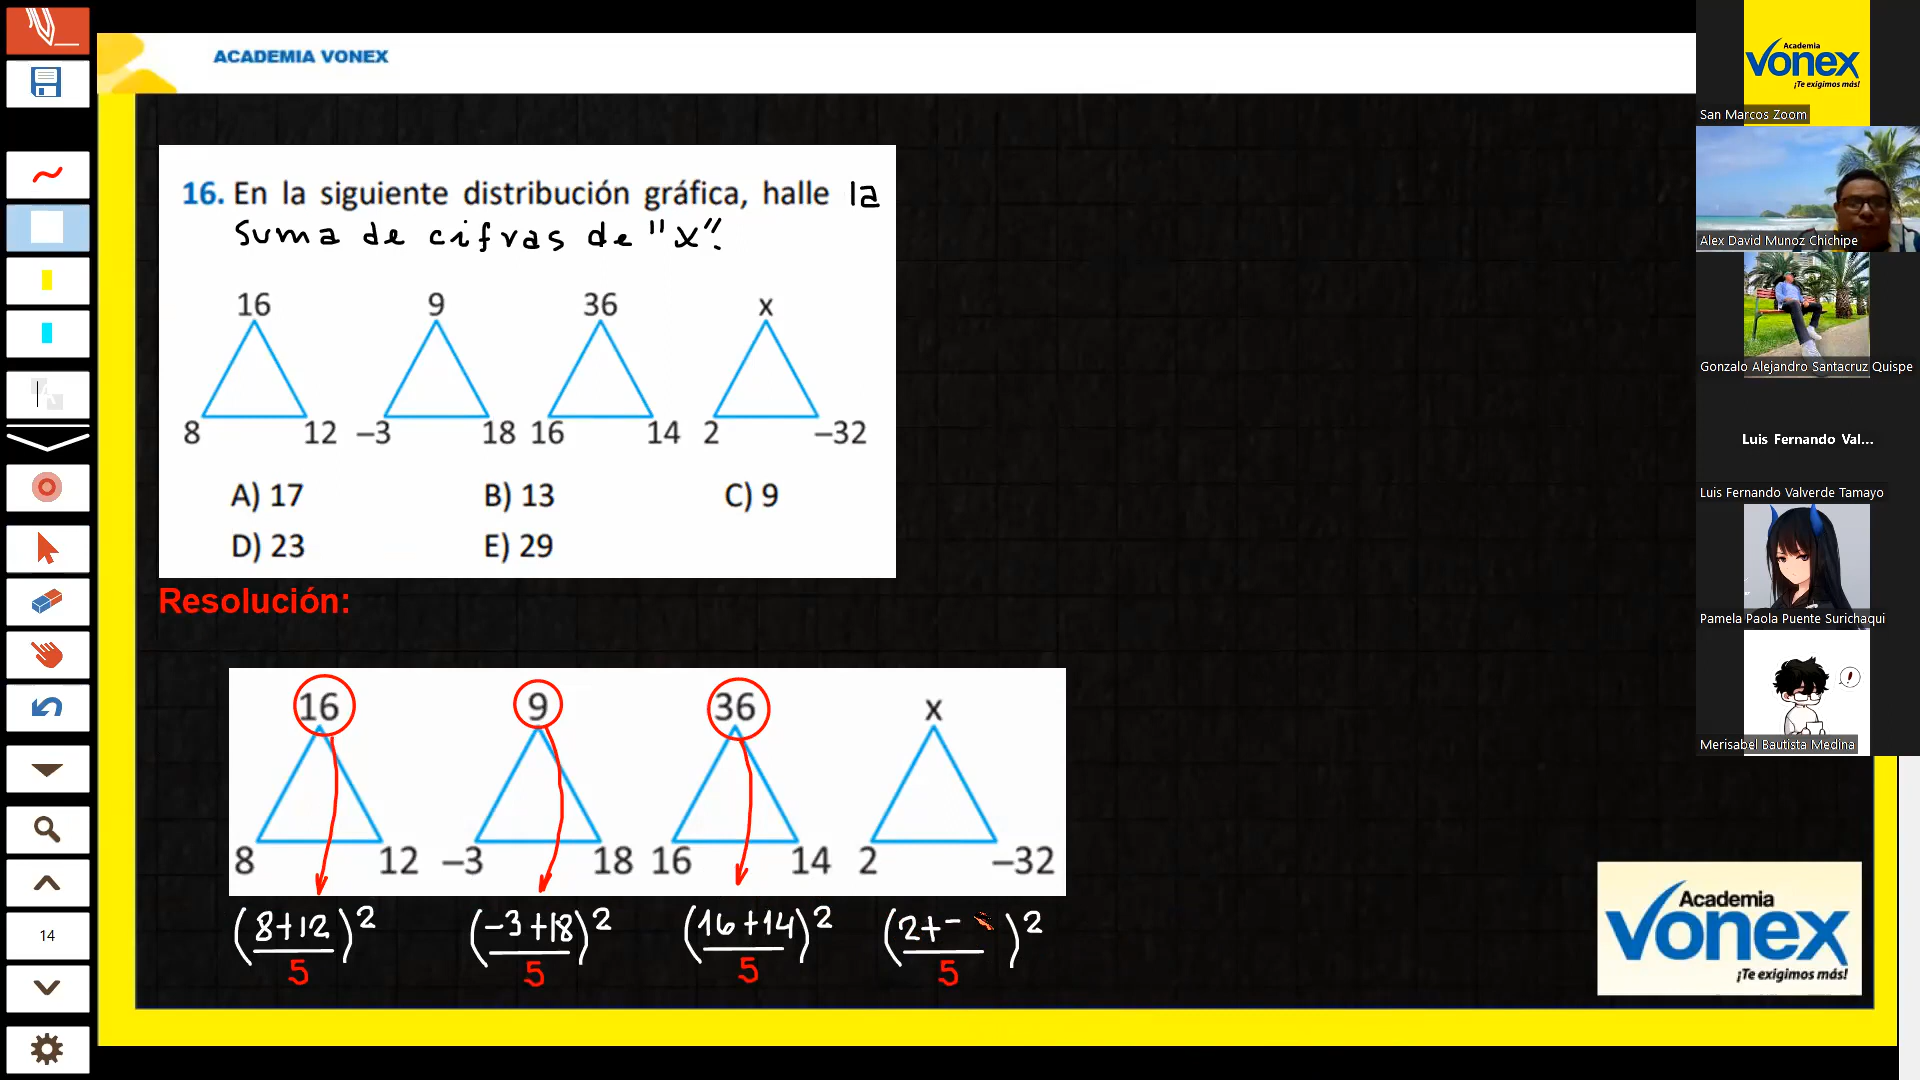 ACADEMIA VONEX
16. En la siguiente distribución gráfica, halle la
suma de cifras de "x".
16 9 36 x
8 12 –3 18 16 14 2 –32
A) 17 B) 13 C) 9
D) 23 E) 29
Resolución:
16 9 36 x
8 12 –3 18 16 14 2 –32
(8+12)² (-3+18)² (16+14)² (2+- )²
5 5 5 5
14
Academia
Vonex
¡Te exigimos más!
San Marcos Zoom
Alex David Munoz Chichipe
Gonzalo Alejandro Santacruz Quispe
Luis Fernando Val...
Luis Fernando Valverde Tamayo
Pamela Paola Puente Surichaqui
!
Merisabel Bautista Medina
Academia
Vonex
¡Te exigimos más!